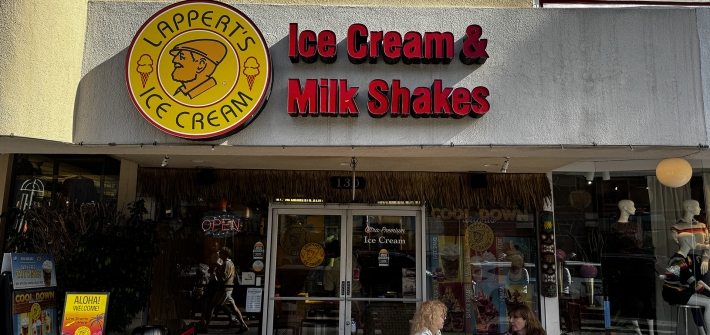 LAPPERT'S
ICE CREAM
Ice Cream &
Milk Shakes
130
OPEN
Ultra-Premium
Ice Cream
COOL DOWN
COOL DOWN
ALOHA!
WELCOME!